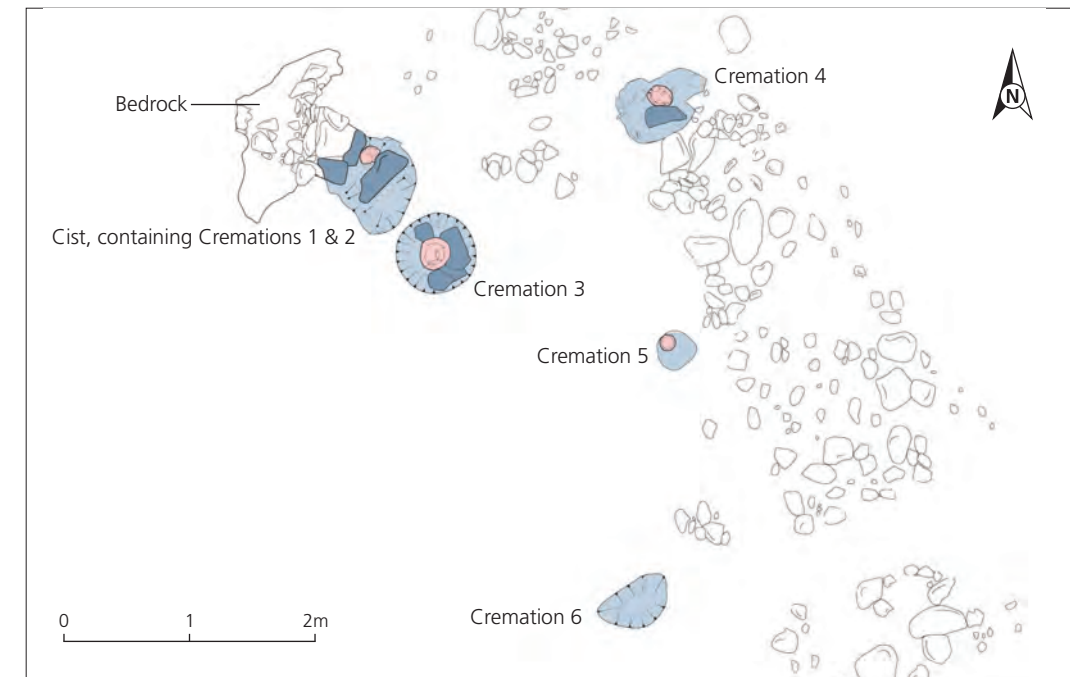 Cremation 4
Bedrock
N
Cist, containing Cremations 1 & 2
Cremation 3
Cremation 5
Cremation 6
0 1 2m